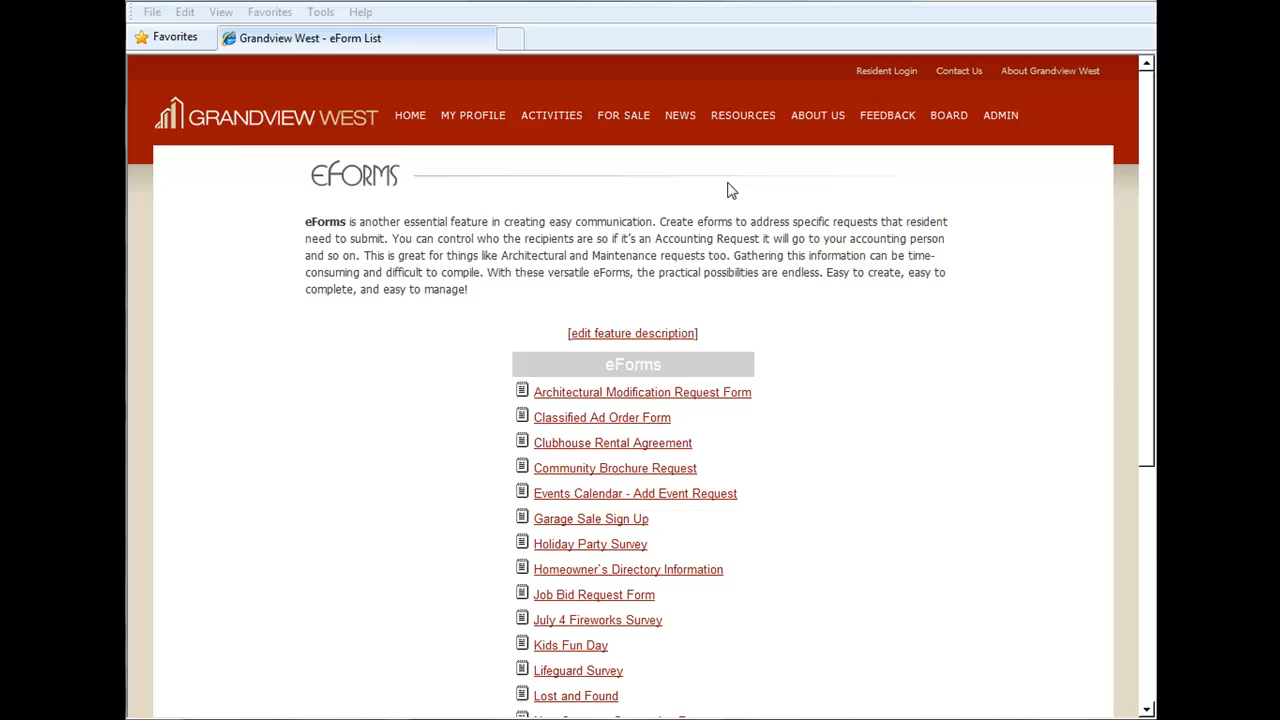 File Edit View Favorites Tools Help
Favorites Grandview West - eForm List
Resident Login Contact Us About Grandview West
GRANDVIEW WEST HOME MY PROFILE ACTIVITIES FOR SALE NEWS RESOURCES ABOUT US FEEDBACK BOARD ADMIN
eFORMS
eForms is another essential feature in creating easy communication. Create eforms to address specific requests that resident
need to submit. You can control who the recipients are so if it's an Accounting Request it will go to your accounting person
and so on. This is great for things like Architectural and Maintenance requests too. Gathering this information can be time-
consuming and difficult to compile. With these versatile eForms, the practical possibilities are endless. Easy to create, easy to
complete, and easy to manage!
[edit feature description]
eForms
Architectural Modification Request Form
Classified Ad Order Form
Clubhouse Rental Agreement
Community Brochure Request
Events Calendar - Add Event Request
Garage Sale Sign Up
Holiday Party Survey
Homeowner`s Directory Information
Job Bid Request Form
July 4 Fireworks Survey
Kids Fun Day
Lifeguard Survey
Lost and Found